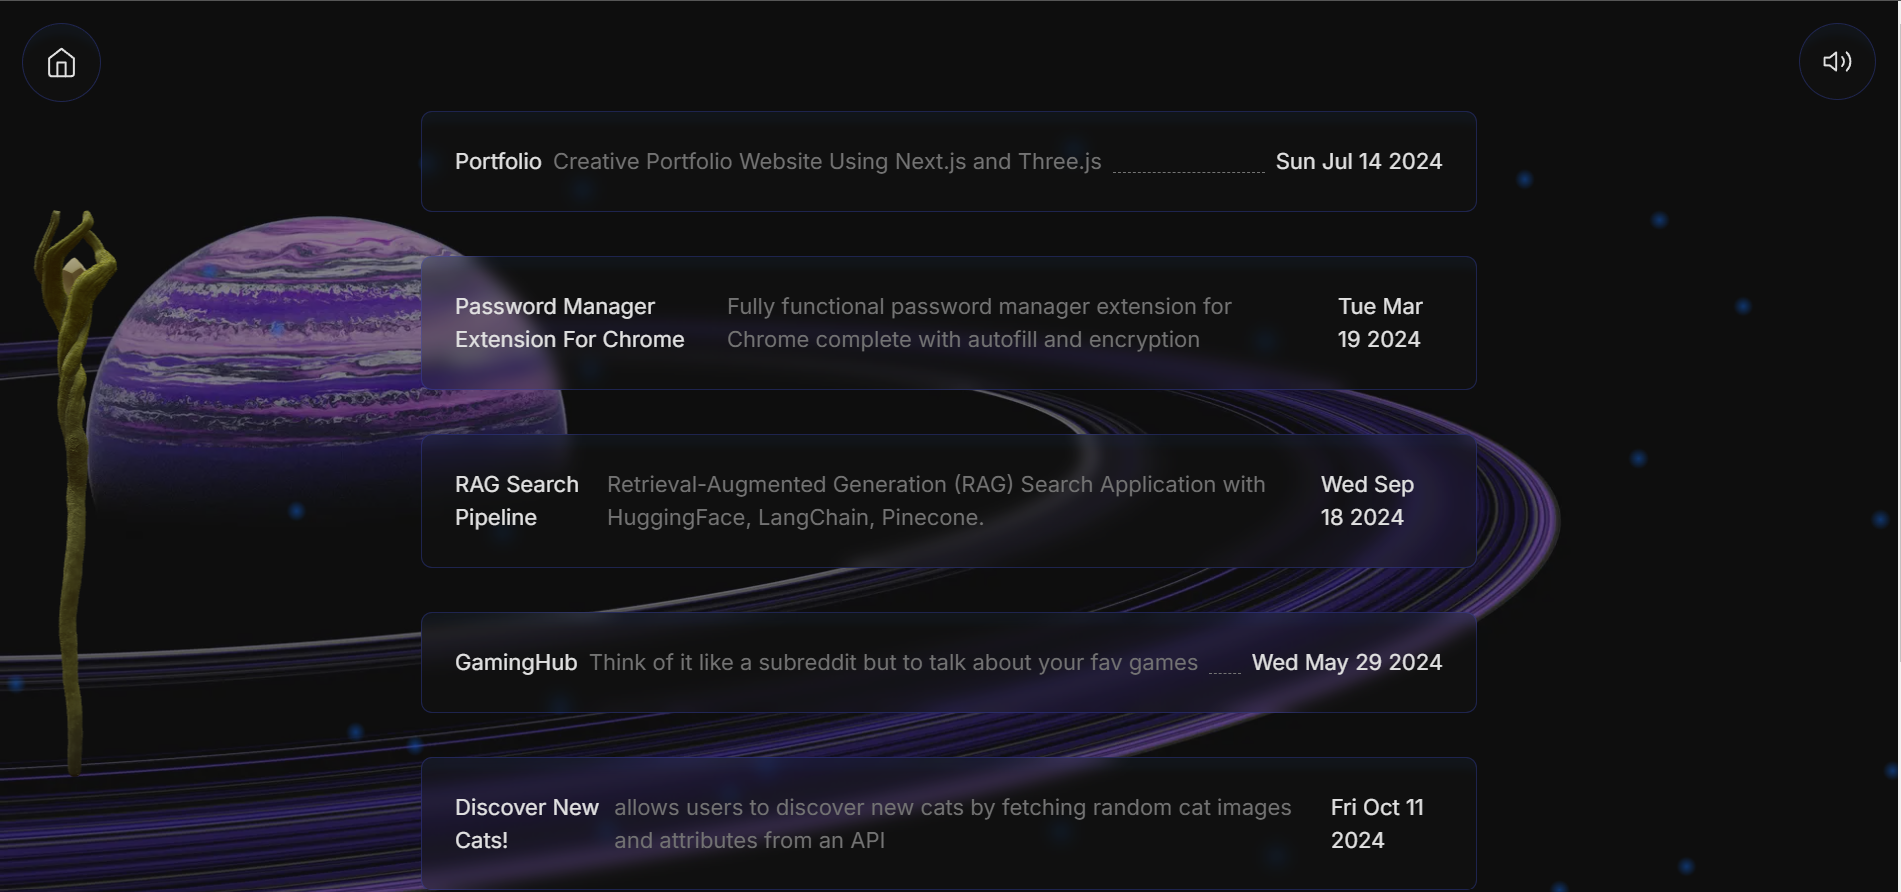 Portfolio Creative Portfolio Website Using Next.js and Three.js Sun Jul 14 2024
Password Manager Fully functional password manager extension for Tue Mar
Extension For Chrome Chrome complete with autofill and encryption 19 2024
RAG Search Retrieval-Augmented Generation (RAG) Search Application with Wed Sep
Pipeline HuggingFace, LangChain, Pinecone. 18 2024
GamingHub Think of it like a subreddit but to talk about your fav games Wed May 29 2024
Discover New allows users to discover new cats by fetching random cat images Fri Oct 11
Cats! and attributes from an API 2024